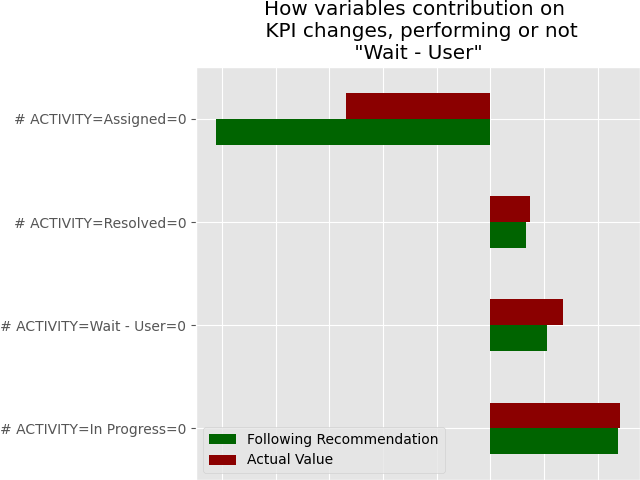 How variables contribution on
KPI changes, performing or not
"Wait - User"
# ACTIVITY=Assigned=0
# ACTIVITY=Resolved=0
# ACTIVITY=Wait - User=0
# ACTIVITY=In Progress=0
Following Recommendation
Actual Value